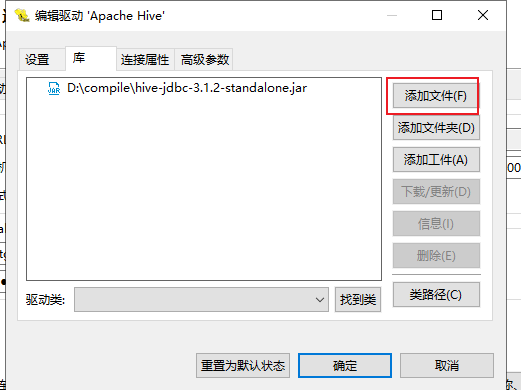 编辑驱动 'Apache Hive'
设置 库 连接属性 高级参数
D:\compile\hive-jdbc-3.1.2-standalone.jar
添加文件(F)
添加文件夹(D)
添加工件(A)
下载/更新(D)
信息(I)
删除(E)
驱动类: 找到类
类路径(C)
重置为默认状态 确定 取消